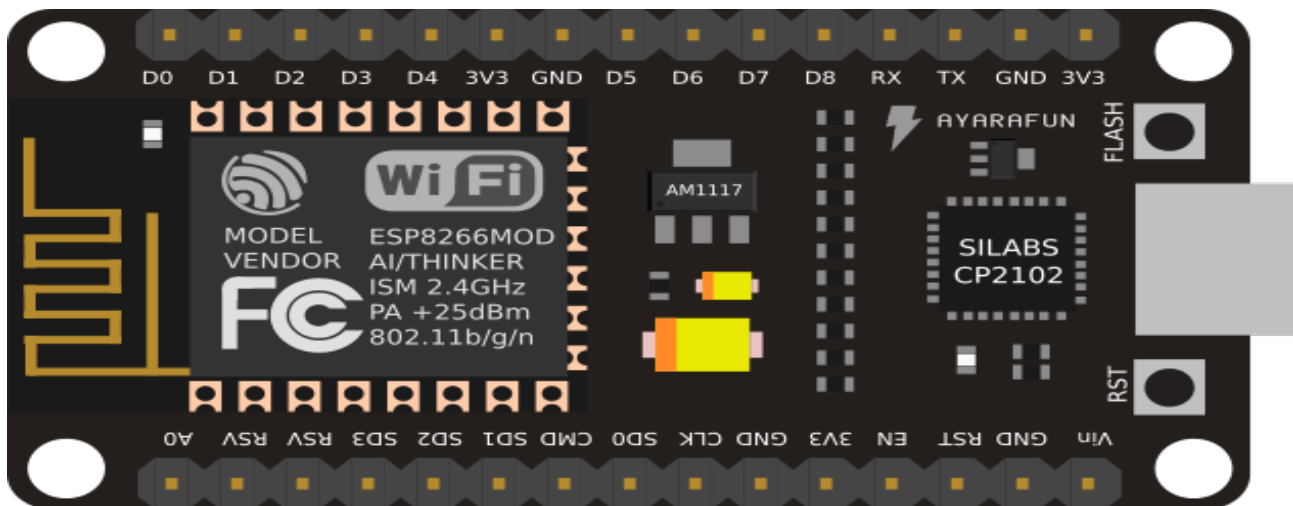 D0 D1 D2 D3 D4 3V3 GND D5 D6 D7 D8 RX TX GND 3V3
AYARAFUN
FLASH
WiFi
AM1117
MODEL ESP8266MOD
VENDOR AI/THINKER
ISM 2.4GHz
PA +25dBm
802.11b/g/n
FC
SILABS
CP2102
RST
A0 RSV RSV SD3 SD2 SD1 CMD SD0 CLK GND 3V3 EN RST GND Vin